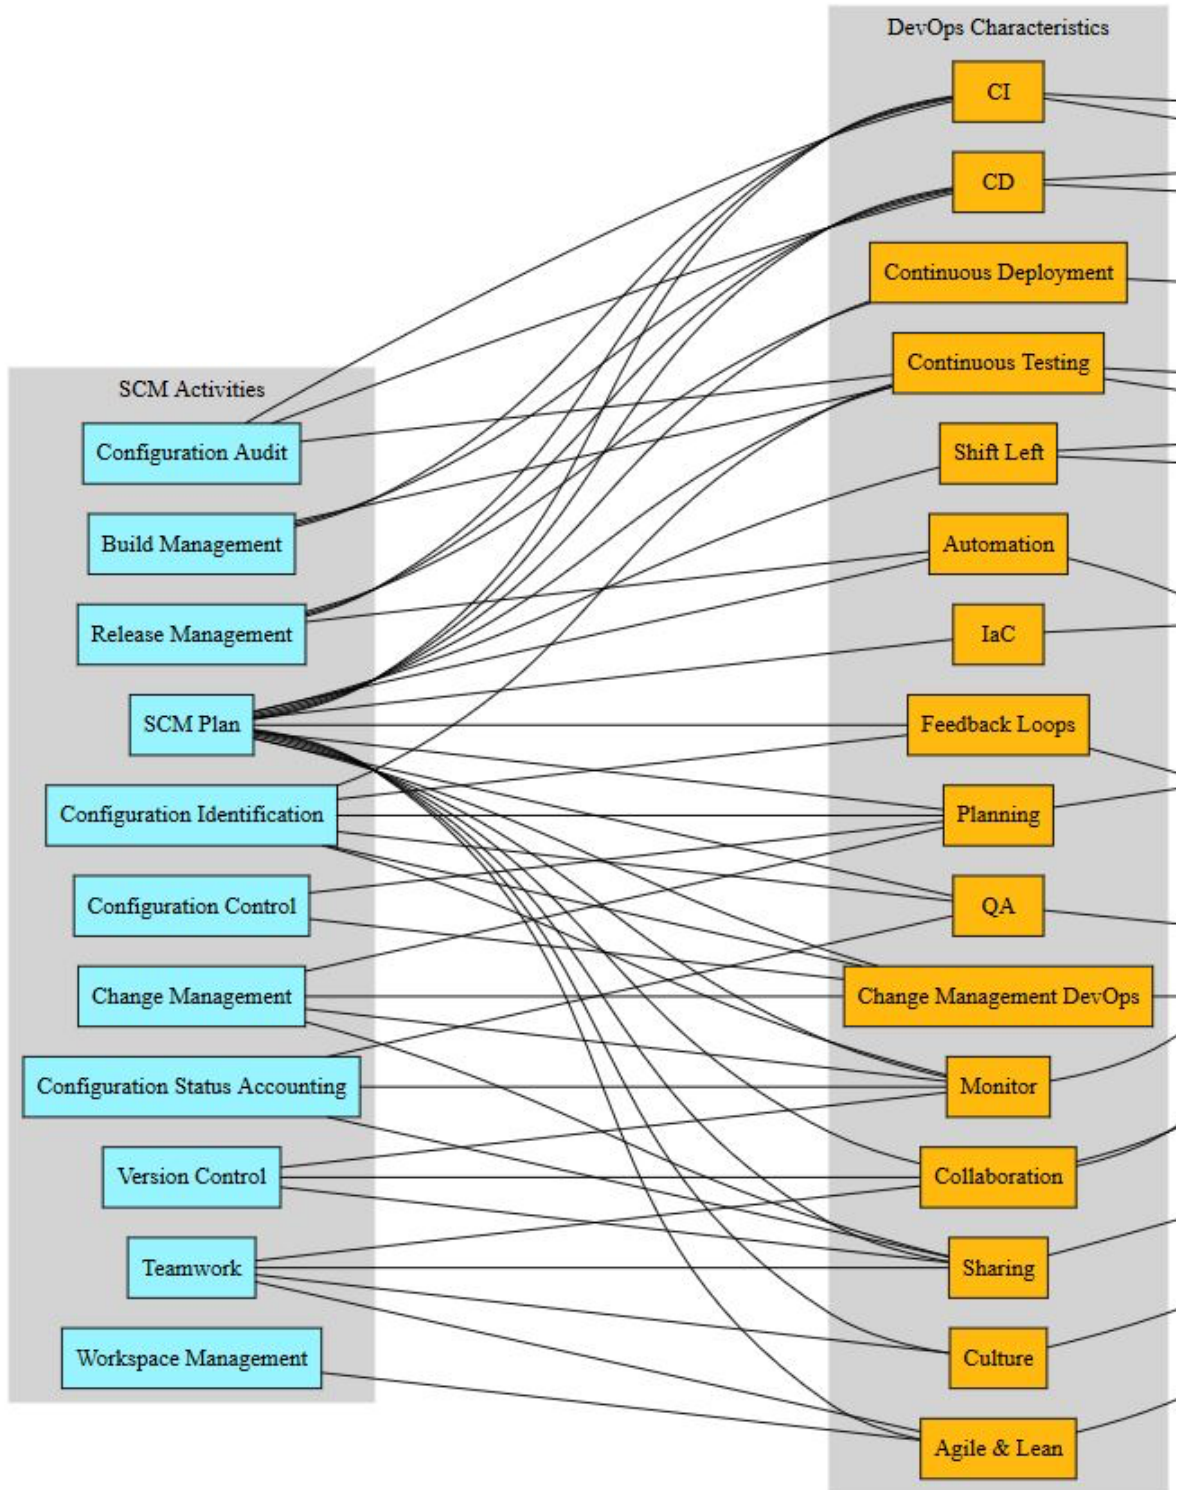 DevOps Characteristics
CI
CD
Continuous Deployment
Continuous Testing
SCM Activities
Configuration Audit
Shift Left
Build Management
Automation
Release Management
IaC
SCM Plan
Feedback Loops
Configuration Identification
Planning
Configuration Control
QA
Change Management
Change Management DevOps
Configuration Status Accounting
Monitor
Version Control
Collaboration
Teamwork
Sharing
Workspace Management
Culture
Agile & Lean